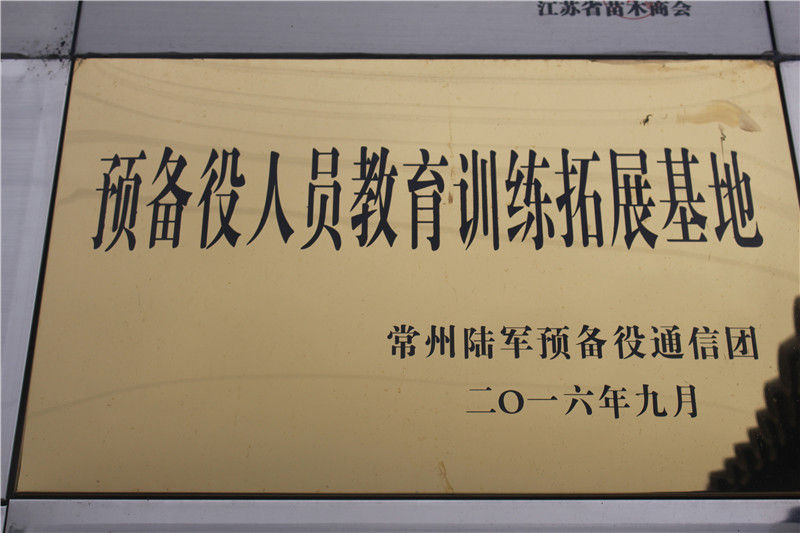 江苏省苗木商会
预备役人员教育训练拓展基地
常州陆军预备役通信团
二〇一六年九月